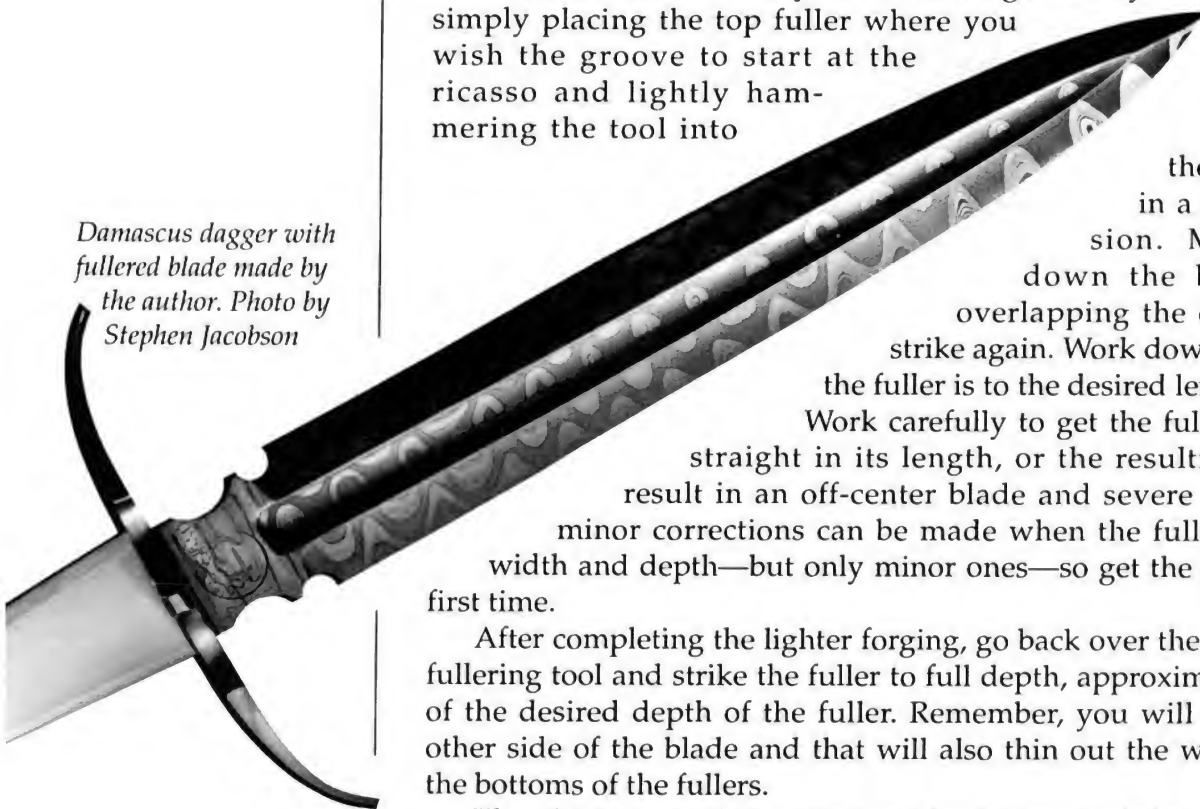 Damascus dagger with
fullered blade made by
the author. Photo by
Stephen Jacobson
simply placing the top fuller where you
wish the groove to start at the
ricasso and lightly ham-
mering the tool into
in a
sion.
down the
overlapping the
strike again. Work
the fuller is to the desired
Work carefully to get the
straight in its length, or the
result in an off-center blade and severe
minor corrections can be made when the
width and depth—but only minor ones—so get the
first time.
After completing the lighter forging, go back over the
fullering tool and strike the fuller to full depth,
of the desired depth of the fuller. Remember, you will
other side of the blade and that will also thin out the
the bottoms of the fullers.